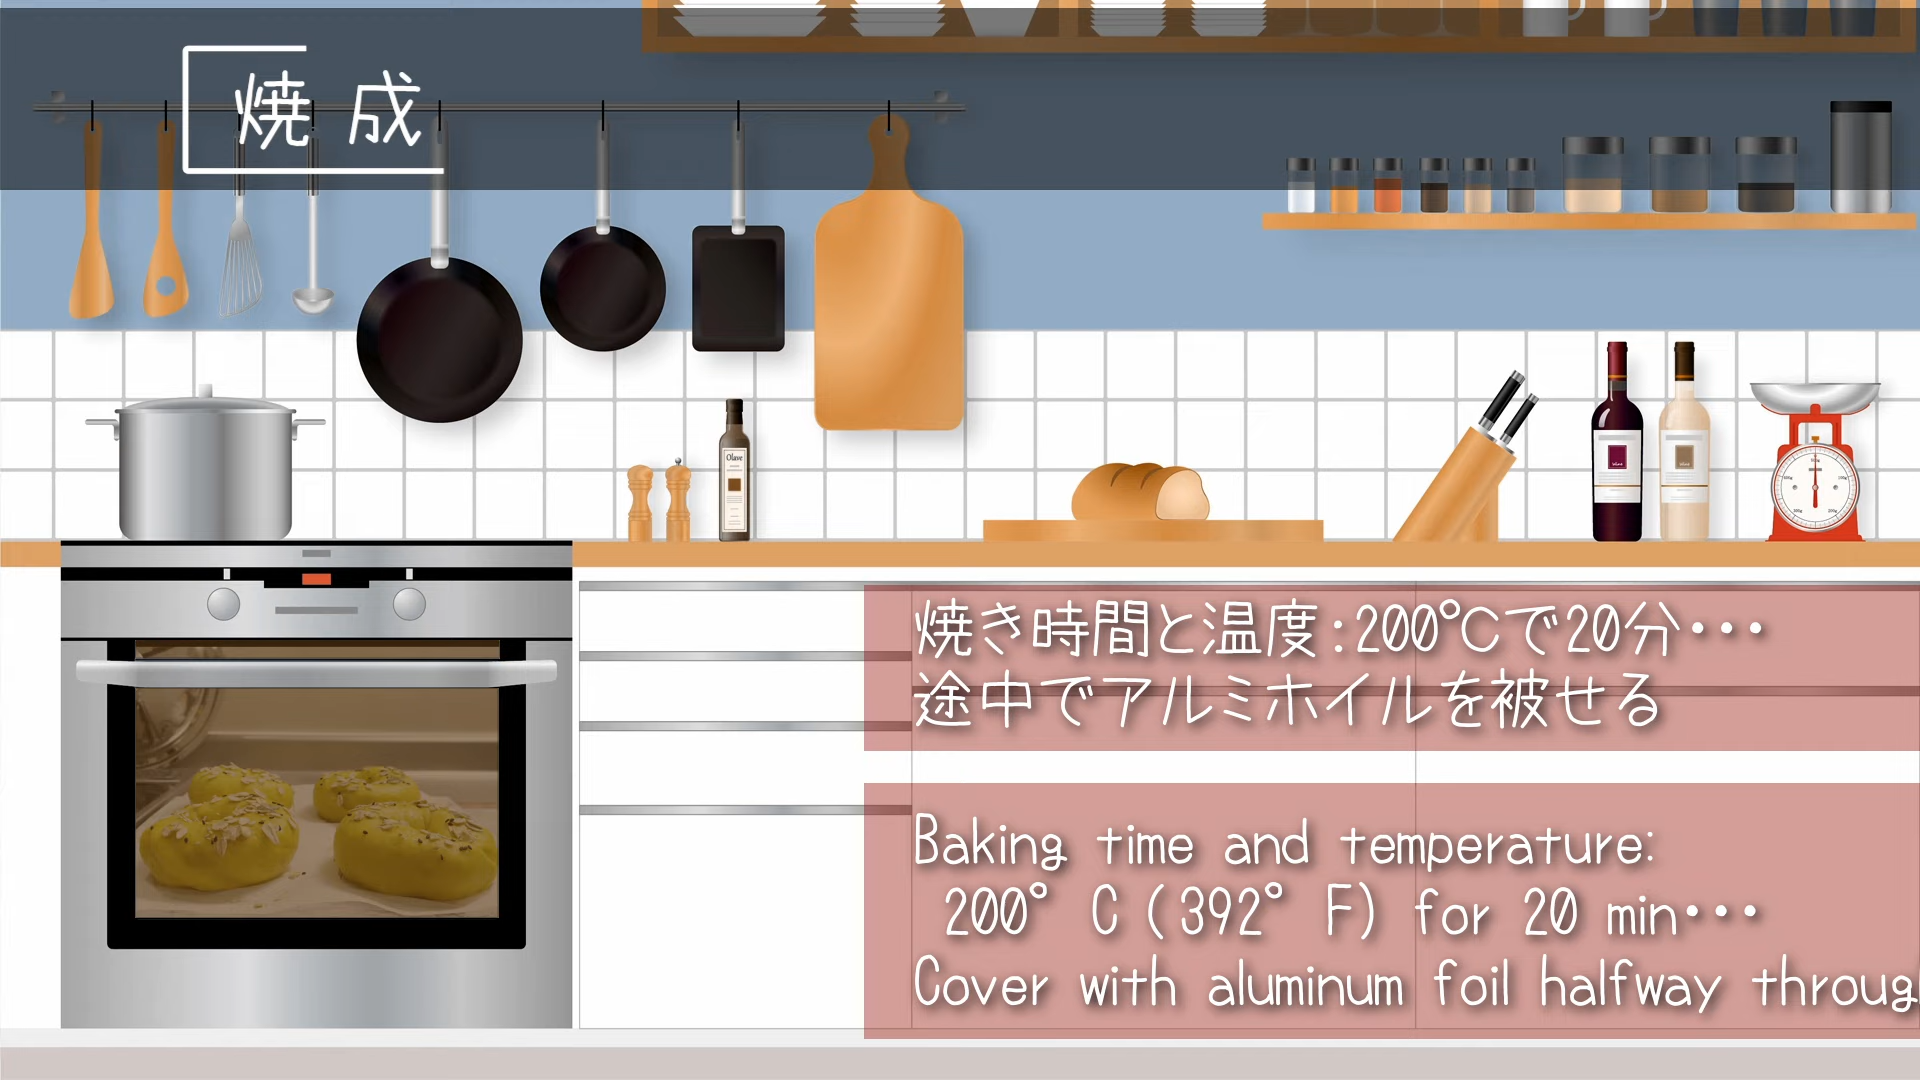 焼成
Olave
焼き時間と温度:200℃で20分・・・
途中でアルミホイルを被せる
Baking time and temperature:
200° C (392° F) for 20 min・・・
Cover with aluminum foil halfway throug